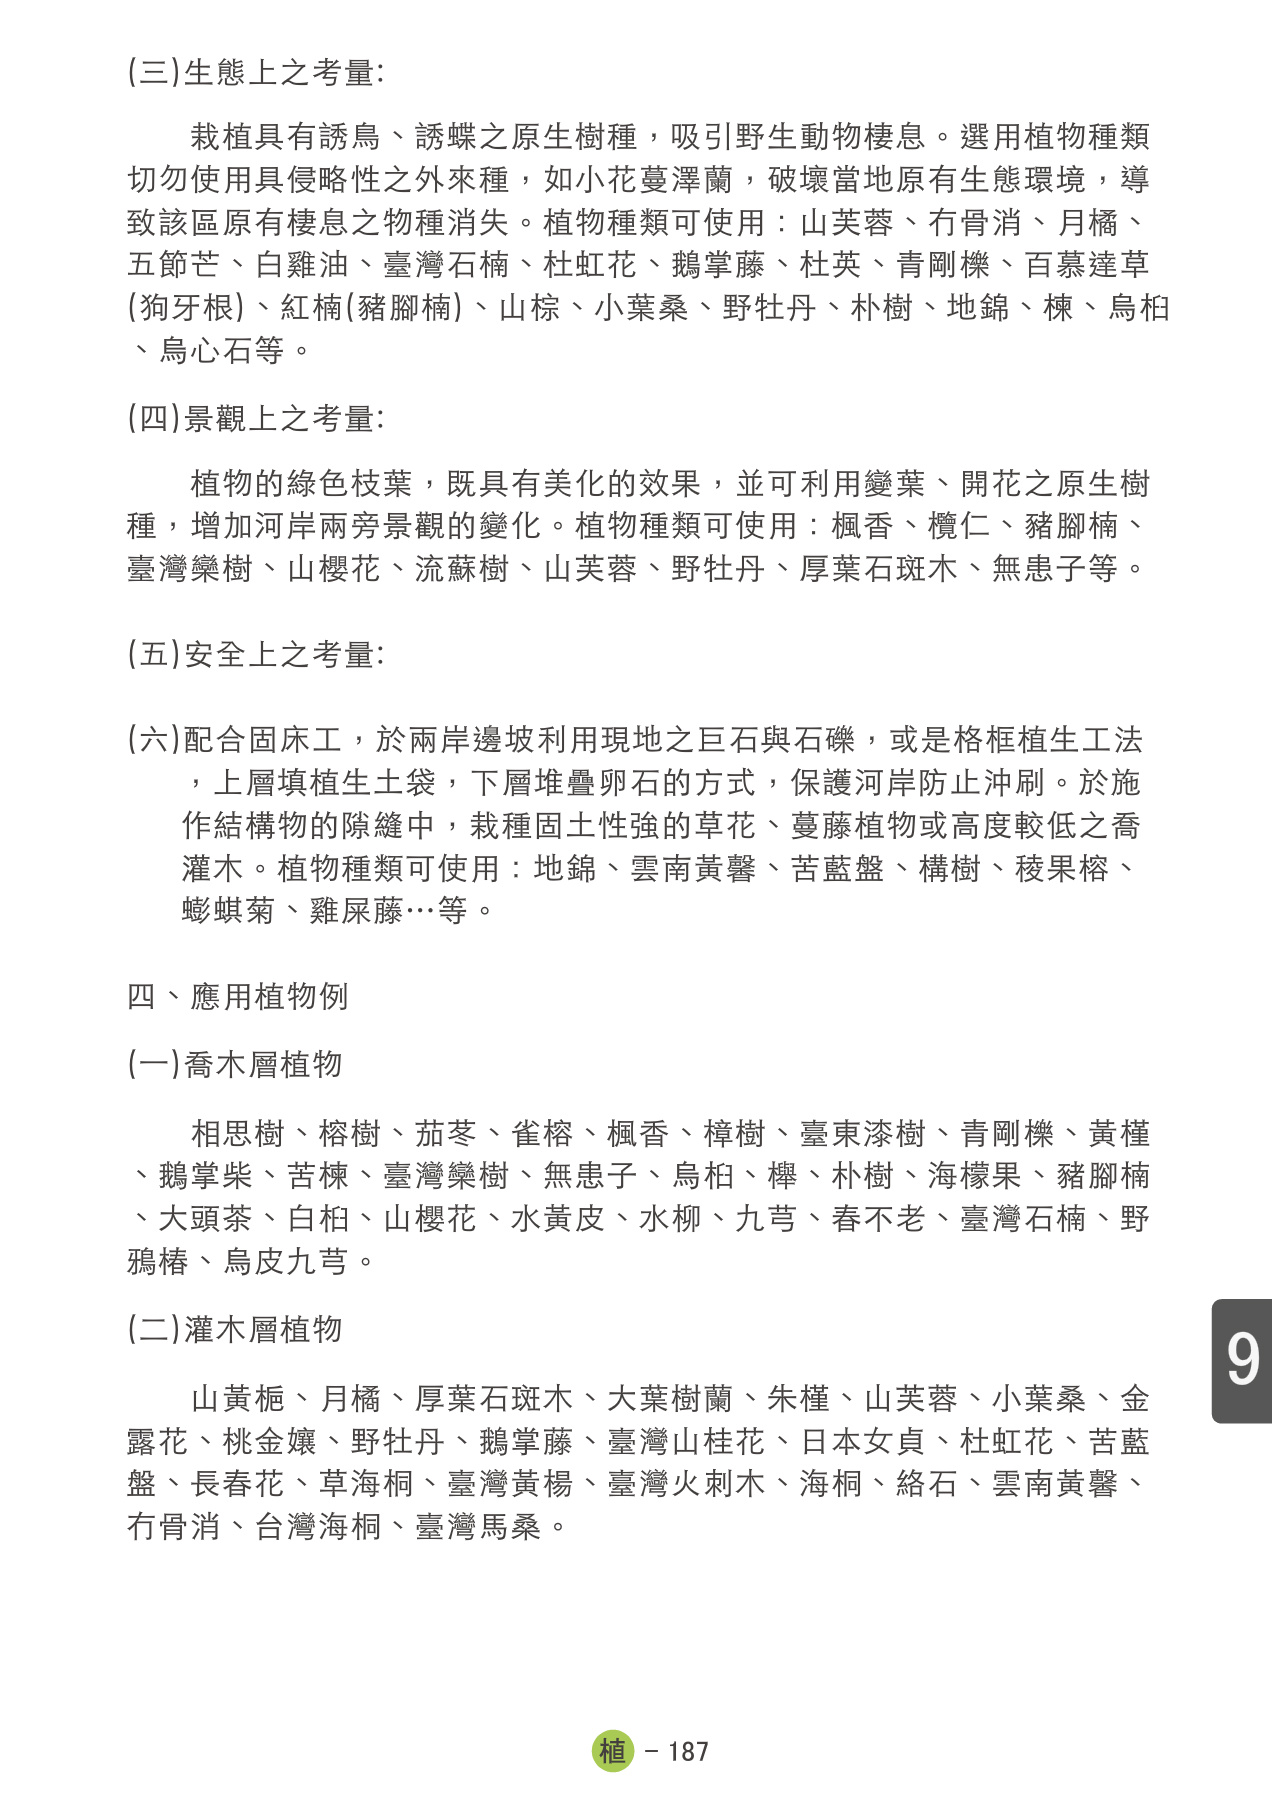 (三)生態上之考量:
栽植具有誘鳥、誘蝶之原生樹種，吸引野生動物棲息。選用植物種類
切勿使用具侵略性之外來種，如小花蔓澤蘭，破壞當地原有生態環境，導
致該區原有棲息之物種消失。植物種類可使用：山芙蓉、冇骨消、月橘、
五節芒、白雞油、臺灣石楠、杜虹花、鵝掌藤、杜英、青剛櫟、百慕達草
(狗牙根)、紅楠(豬腳楠)、山棕、小葉桑、野牡丹、朴樹、地錦、楝、烏桕
、烏心石等。
(四)景觀上之考量:
植物的綠色枝葉，既具有美化的效果，並可利用變葉、開花之原生樹
種，增加河岸兩旁景觀的變化。植物種類可使用：楓香、欖仁、豬腳楠、
臺灣欒樹、山櫻花、流蘇樹、山芙蓉、野牡丹、厚葉石斑木、無患子等。
(五)安全上之考量:
(六)配合固床工，於兩岸邊坡利用現地之巨石與石礫，或是格框植生工法
，上層填植生土袋，下層堆疊卵石的方式，保護河岸防止沖刷。於施
作結構物的隙縫中，栽種固土性強的草花、蔓藤植物或高度較低之喬
灌木。植物種類可使用：地錦、雲南黃馨、苦藍盤、構樹、稜果榕、
蟛蜞菊、雞屎藤…等。
四、應用植物例
(一)喬木層植物
相思樹、榕樹、茄苳、雀榕、楓香、樟樹、臺東漆樹、青剛櫟、黃槿
、鵝掌柴、苦楝、臺灣欒樹、無患子、烏桕、櫸、朴樹、海檬果、豬腳楠
、大頭茶、白桕、山櫻花、水黃皮、水柳、九芎、春不老、臺灣石楠、野
鴉椿、烏皮九芎。
(二)灌木層植物
山黃梔、月橘、厚葉石斑木、大葉樹蘭、朱槿、山芙蓉、小葉桑、金
露花、桃金孃、野牡丹、鵝掌藤、臺灣山桂花、日本女貞、杜虹花、苦藍
盤、長春花、草海桐、臺灣黃楊、臺灣火刺木、海桐、絡石、雲南黃馨、
冇骨消、台灣海桐、臺灣馬桑。
9
植 - 187